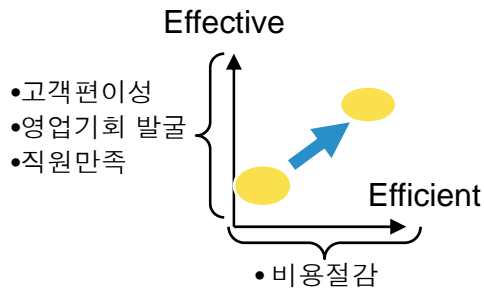 Effective
•고객편이성
•영업기회 발굴
•직원만족
Efficient
• 비용절감